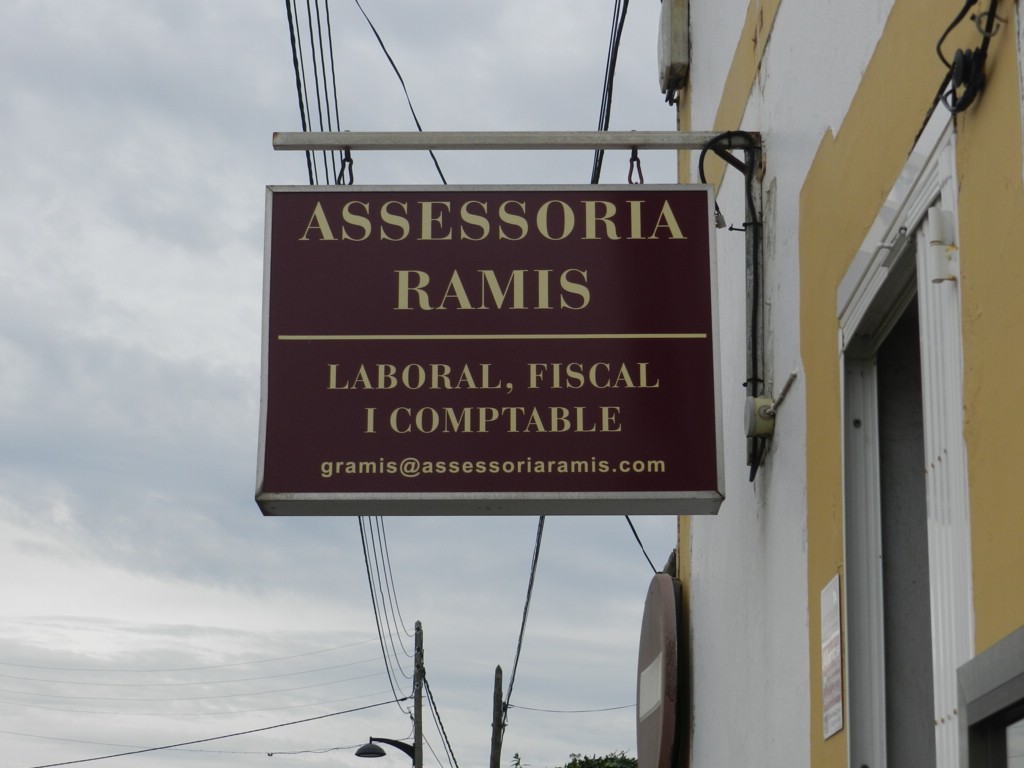 ASSESSORIA
RAMIS
LABORAL, FISCAL
I COMPTABLE
gramis@assessoriaramis.com